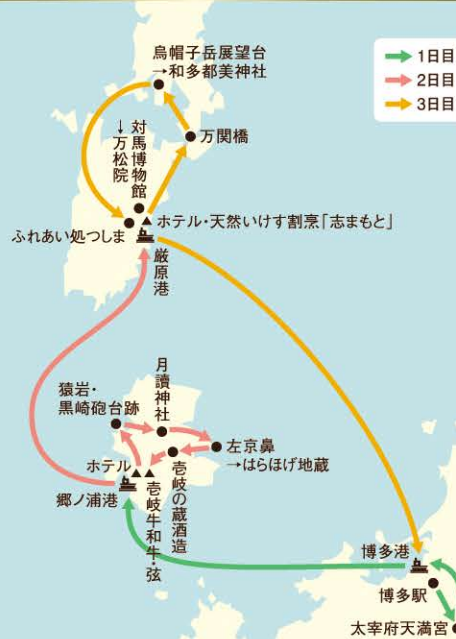 烏帽子岳展望台
→和多都美神社
1日目
2日目
3日目
万関橋
対馬博物館
→万松院
ホテル・天然いけす割烹「志まもと」
ふれあい処つしま
厳原港
月讀神社
猿岩・
黒崎砲台跡
左京鼻
→はらほげ地蔵
ホテル
郷ノ浦港
壱岐牛和牛・弦
壱岐の蔵酒造
博多港
博多駅
太宰府天満宮